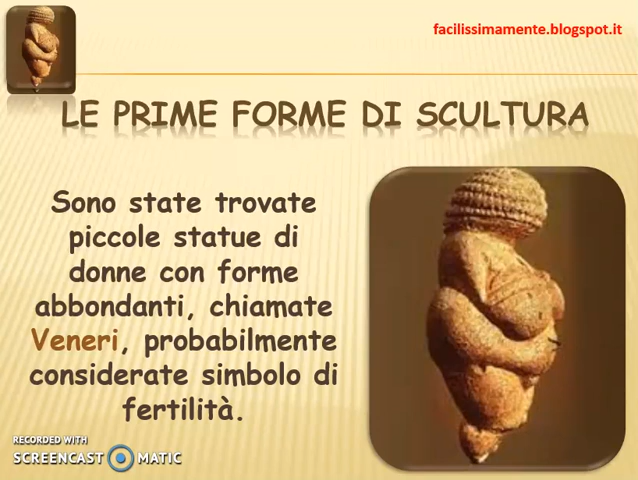 facilissimamente.blogspot.it
LE PRIME FORME DI SCULTURA
Sono state trovate
piccole statue di
donne con forme
abbondanti, chiamate
Veneri, probabilmente
considerate simbolo di
fertilità.
RECORDED WITH
SCREENCAST MATIC